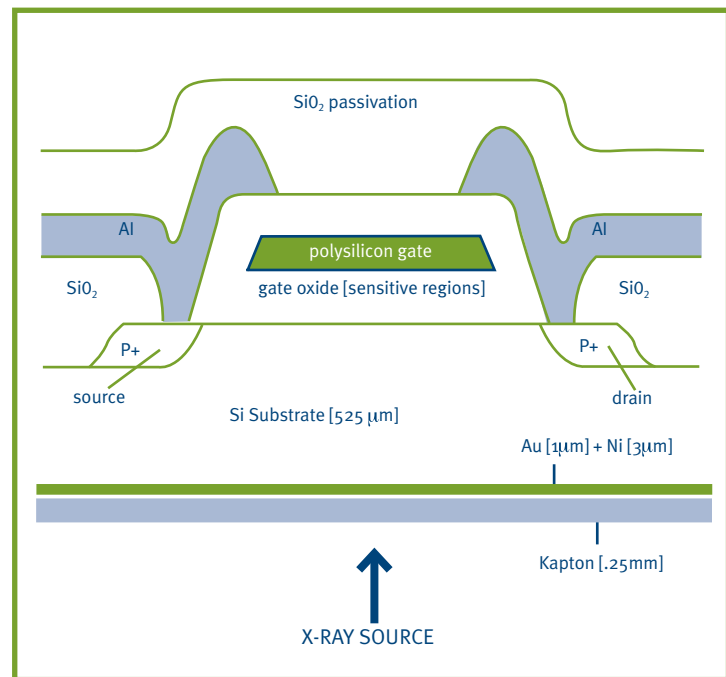 SiO₂ passivation
Al
Al
polysilicon gate
SiO₂
gate oxide [sensitive regions]
SiO₂
P+
P+
source
drain
Si Substrate [525 µm]
Au [1µm] + Ni [3µm]
Kapton [.25mm]
X-RAY SOURCE